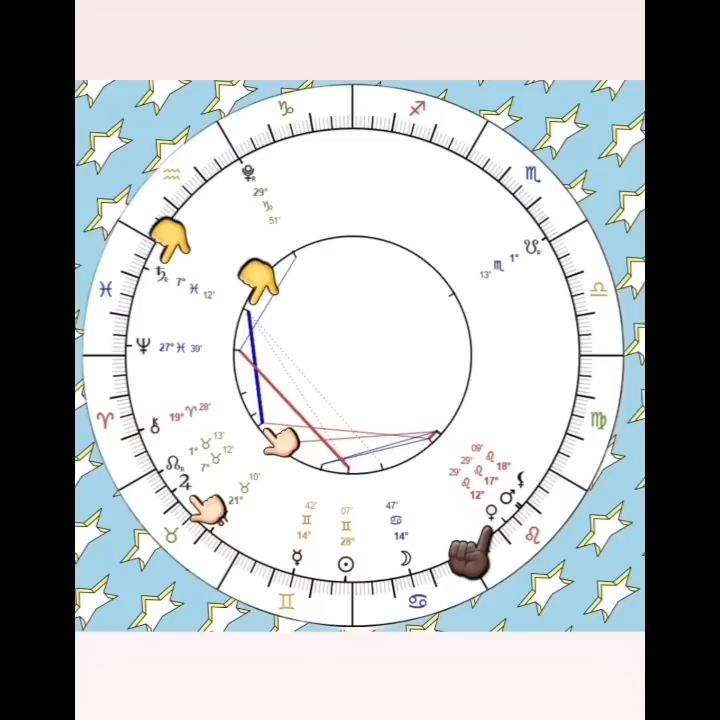 ♑ ♐
♒ ♏
♇R
29°
♑
51'
☋R
1°
♏
13'
♄R 7° ♓ 12'
♓ ♎
♆ 27° ♓ 39'
♈ ♍
⚷ 19° ♈ 28'
☊R 1° ♉ 13'
♃ 7° ♉ 12'
21° ♉ 10'
42'
♊
14°
☿
07'
♊
28°
☉
47'
♋
14°
☽
09' ♌ 18° ⚸
29' ♌ 17° ♂
29' ♌ 12° ♀
♉ ♌
♊ ♋